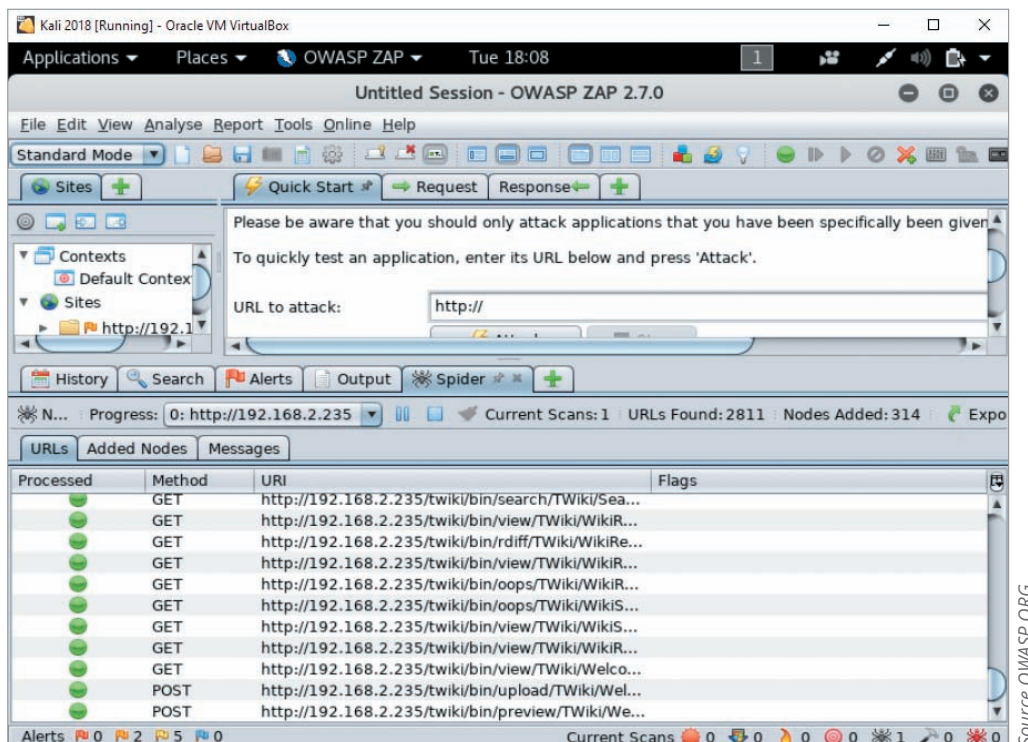 Kali 2018 [Running] - Oracle VM VirtualBox
Applications Places OWASP ZAP Tue 18:08 1
Untitled Session - OWASP ZAP 2.7.0
File Edit View Analyse Report Tools Online Help
Standard Mode
Sites Quick Start Request Response
Please be aware that you should only attack applications that you have been specifically been given
Contexts
To quickly test an application, enter its URL below and press 'Attack'.
Default Contex
Sites
URL to attack: http://
http://192.1
History Search Alerts Output Spider
N... Progress: 0: http://192.168.2.235 Current Scans: 1 URLs Found: 2811 Nodes Added: 314 Expo
URLs Added Nodes Messages
Processed Method URI Flags
GET http://192.168.2.235/twiki/bin/search/TWiki/Sea...
GET http://192.168.2.235/twiki/bin/view/TWiki/WikiR...
GET http://192.168.2.235/twiki/bin/rdiff/TWiki/WikiRe...
GET http://192.168.2.235/twiki/bin/view/TWiki/WikiR...
GET http://192.168.2.235/twiki/bin/oops/TWiki/WikiR...
GET http://192.168.2.235/twiki/bin/oops/TWiki/WikiS...
GET http://192.168.2.235/twiki/bin/view/TWiki/WikiS...
GET http://192.168.2.235/twiki/bin/view/TWiki/WikiR...
GET http://192.168.2.235/twiki/bin/view/TWiki/Welco...
POST http://192.168.2.235/twiki/bin/upload/TWiki/Wel...
POST http://192.168.2.235/twiki/bin/preview/TWiki/We...
Alerts 0 2 5 0 Current Scans 0 0 0 0 1 0 0
Source OWASP.ORG